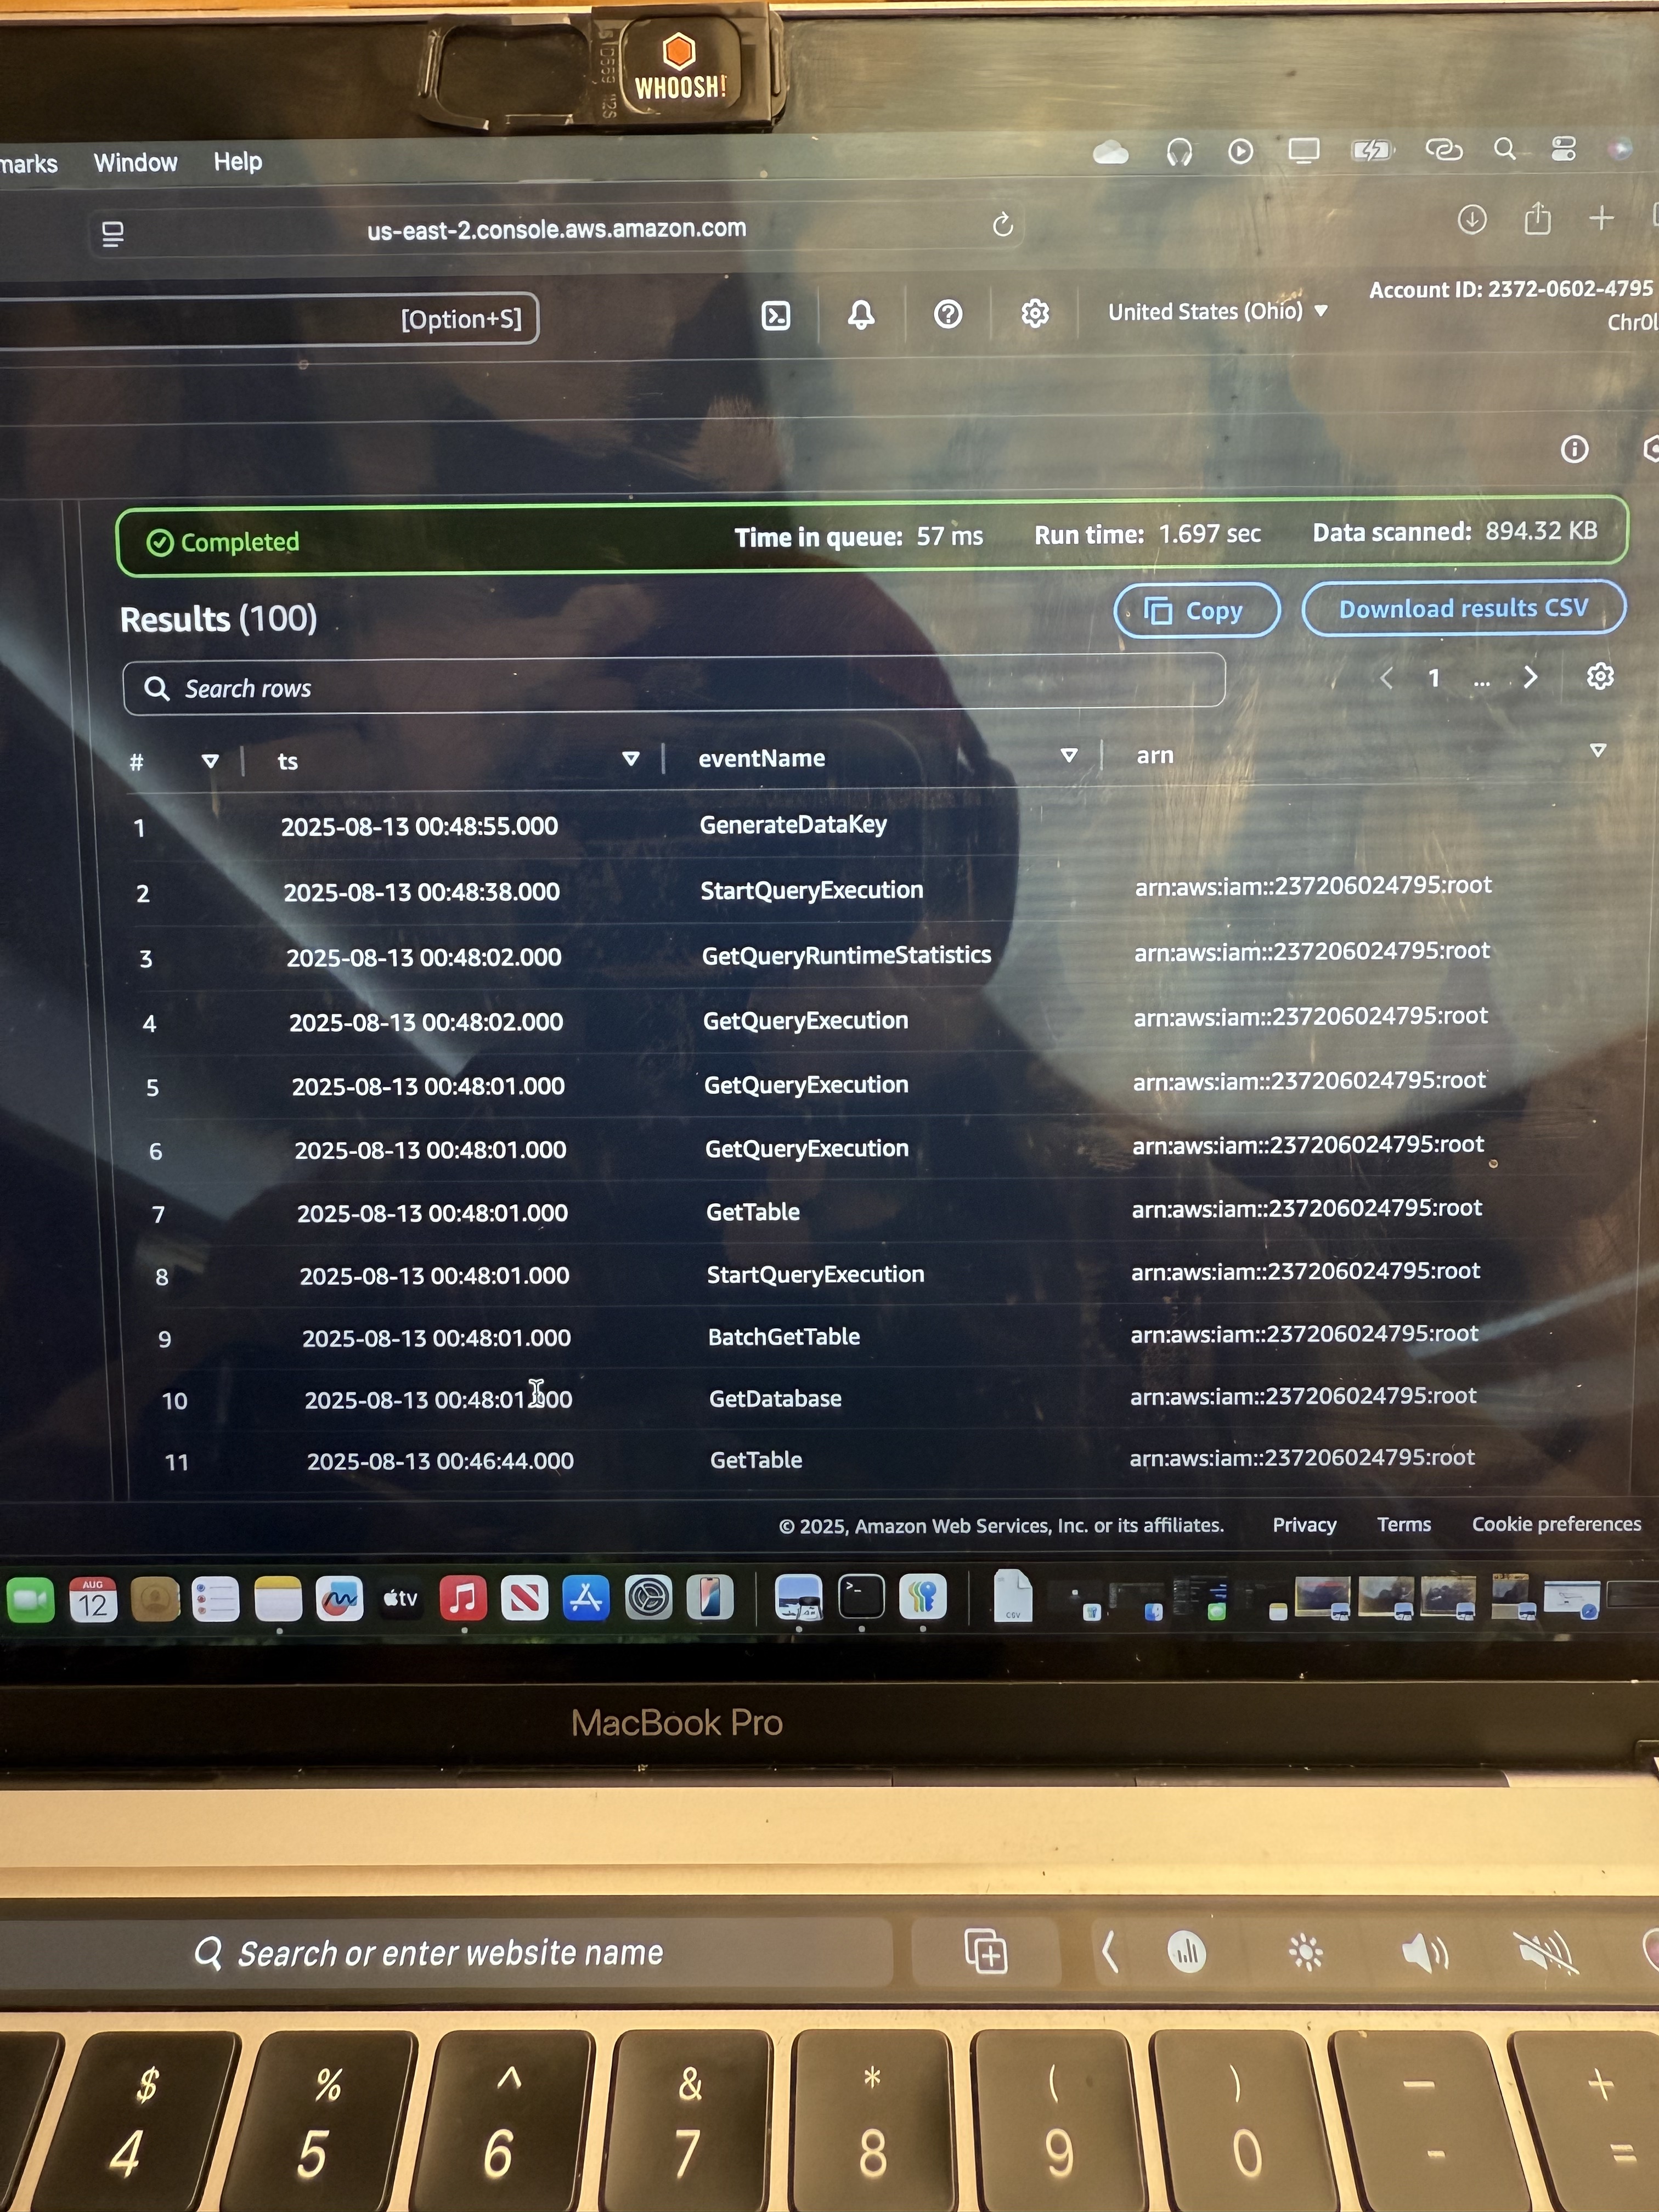 WHOOSH!
marks Window Help
us-east-2.console.aws.amazon.com
[Option+S]
United States (Ohio)
Account ID: 2372-0602-4795
Completed
Time in queue: 57 ms Run time: 1.697 sec Data scanned: 894.32 KB
Results (100)
Copy
Download results CSV
Search rows
1 ...
# ts eventName arn
1 2025-08-13 00:48:55.000 GenerateDataKey
2 2025-08-13 00:48:38.000 StartQueryExecution arn:aws:iam::237206024795:root
3 2025-08-13 00:48:02.000 GetQueryRuntimeStatistics arn:aws:iam::237206024795:root
4 2025-08-13 00:48:02.000 GetQueryExecution arn:aws:iam::237206024795:root
5 2025-08-13 00:48:01.000 GetQueryExecution arn:aws:iam::237206024795:root
6 2025-08-13 00:48:01.000 GetQueryExecution arn:aws:iam::237206024795:root
7 2025-08-13 00:48:01.000 GetTable arn:aws:iam::237206024795:root
8 2025-08-13 00:48:01.000 StartQueryExecution arn:aws:iam::237206024795:root
9 2025-08-13 00:48:01.000 BatchGetTable arn:aws:iam::237206024795:root
10 2025-08-13 00:48:01.000 GetDatabase arn:aws:iam::237206024795:root
11 2025-08-13 00:46:44.000 GetTable arn:aws:iam::237206024795:root
© 2025, Amazon Web Services, Inc. or its affiliates. Privacy Terms Cookie preferences
AUG
12
tv
CSV
MacBook Pro
Search or enter website name
$ % ^ & * ( ) — +
4 5 6 7 8 9 0 - =